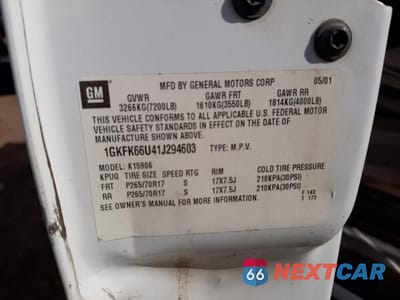 GM
MFD BY GENERAL MOTORS CORP 05/01
GVWR GAWR FRT GAWR RR
3266KG(7200LB) 1610KG(3550LB) 1814KG(4000LB)
THIS VEHICLE CONFORMS TO ALL APPLICABLE U.S. FEDERAL MOTOR
VEHICLE SAFETY STANDARDS IN EFFECT ON THE DATE OF
MANUFACTURE SHOWN ABOVE.
1GKFK66U41J294603 TYPE: M.P.V.
MODEL: K15906
KPUQ TIRE SIZE SPEED RTG RIM COLD TIRE PRESSURE
FRT P265/70R17 S 17X7.5J 210KPA(30PSI)
RR P265/70R17 S 17X7.5J 210KPA(30PSI)
SEE OWNER'S MANUAL FOR MORE INFORMATION.
F 143
1 172
66 NEXTCAR